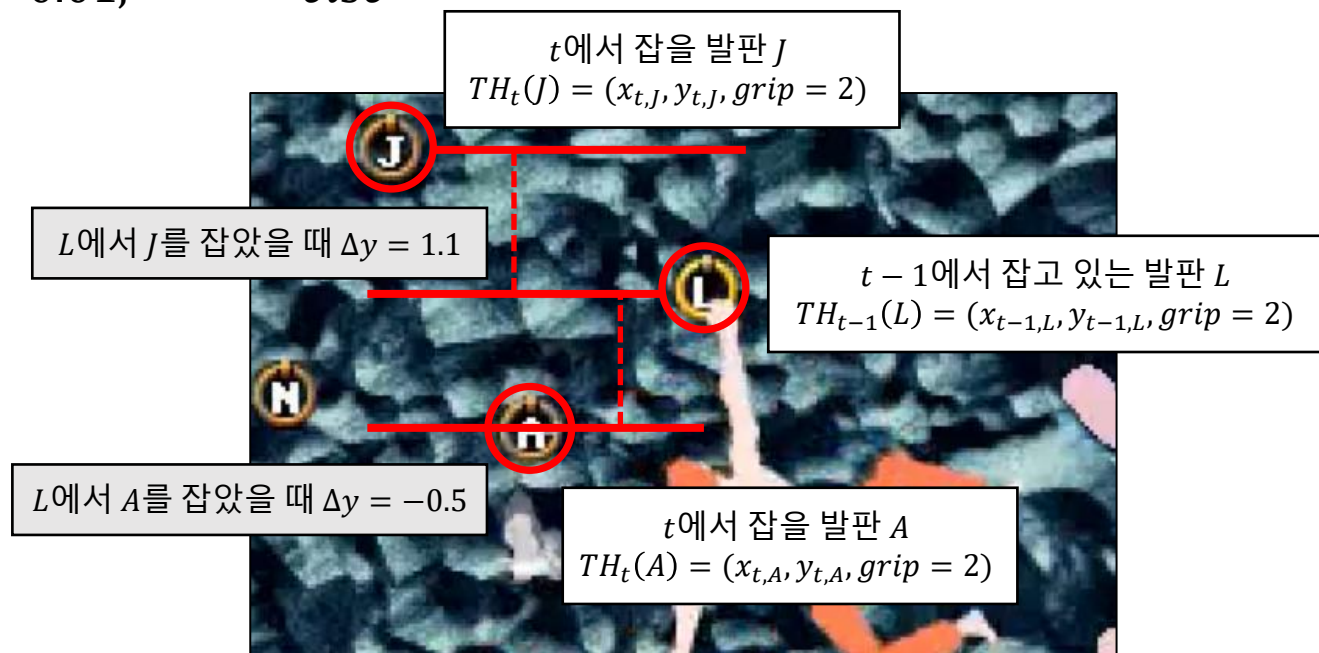 t에서 잡을 발판 J
TH_t(J) = (x_{t,J}, y_{t,J}, grip = 2)
J
L에서 J를 잡았을 때 Δy = 1.1
L
t − 1에서 잡고 있는 발판 L
TH_{t−1}(L) = (x_{t−1,L}, y_{t−1,L}, grip = 2)
N
A
L에서 A를 잡았을 때 Δy = −0.5
t에서 잡을 발판 A
TH_t(A) = (x_{t,A}, y_{t,A}, grip = 2)